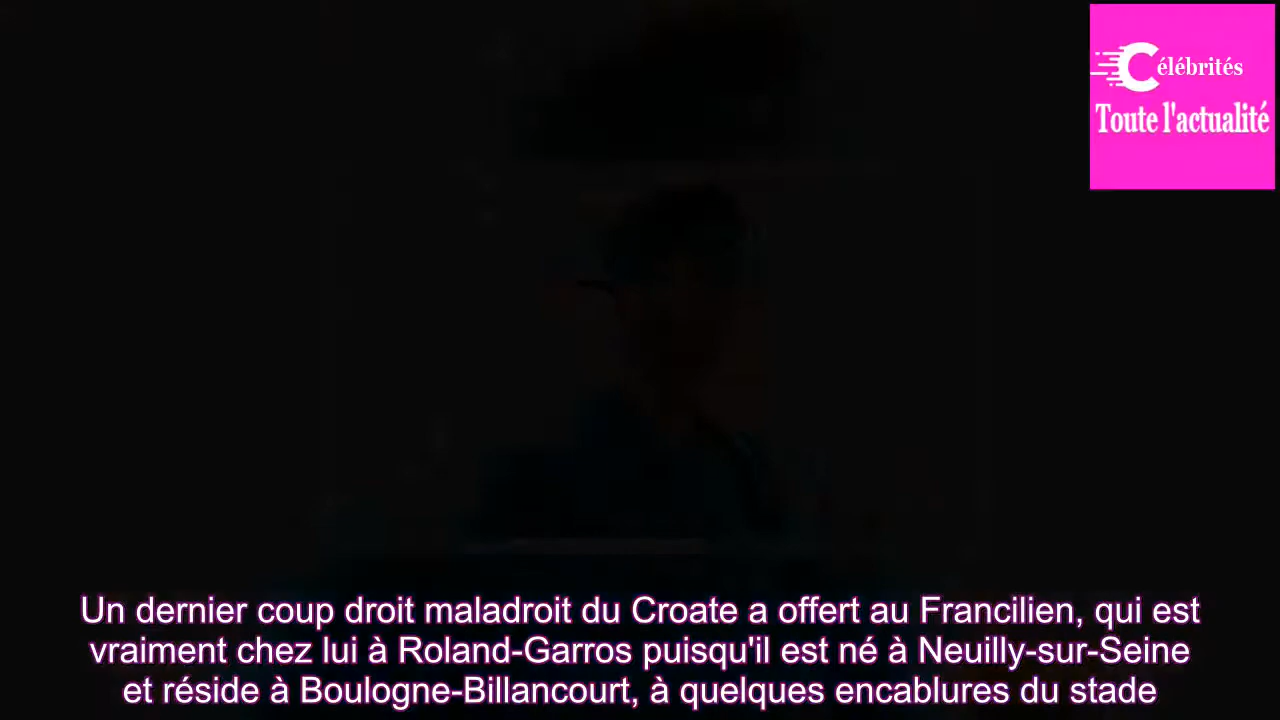 Célébrités
Toute l'actualité
Un dernier coup droit maladroit du Croate a offert au Francilien, qui est
vraiment chez lui à Roland-Garros puisqu'il est né à Neuilly-sur-Seine
et réside à Boulogne-Billancourt, à quelques encablures du stade